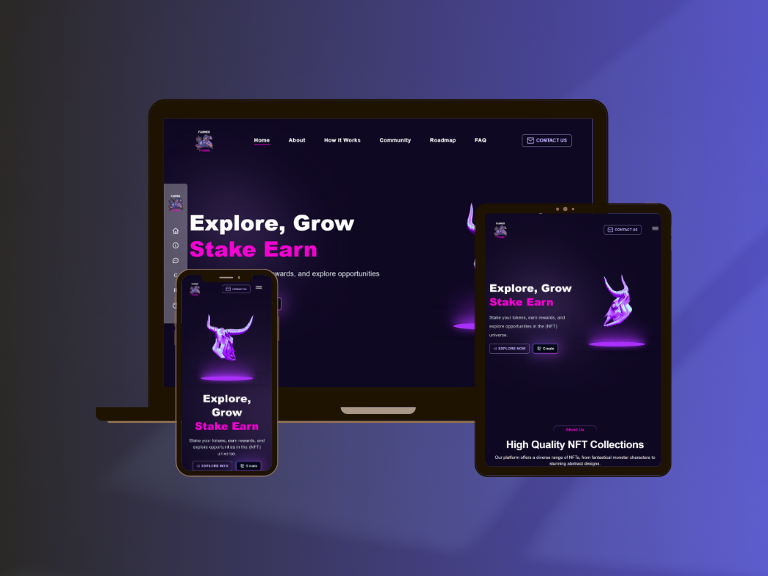 Home About How It Works Community Roadmap FAQ CONTACT US
Explore, Grow
Stake Earn
wards, and explore opportunities
CONTACT US
Explore, Grow
Stake Earn
Stake your tokens, earn rewards, and
explore opportunities in the (NFT)
universe.
EXPLORE NOW Create
About Us
High Quality NFT Collections
Our platform offers a diverse range of NFTs, from fantastical monster characters to
stunning abstract designs.
CONTACT US
Explore,
Grow
Stake Earn
Stake your tokens, earn rewards, and
explore opportunities in the (NFT)
universe.
EXPLORE NOW Create